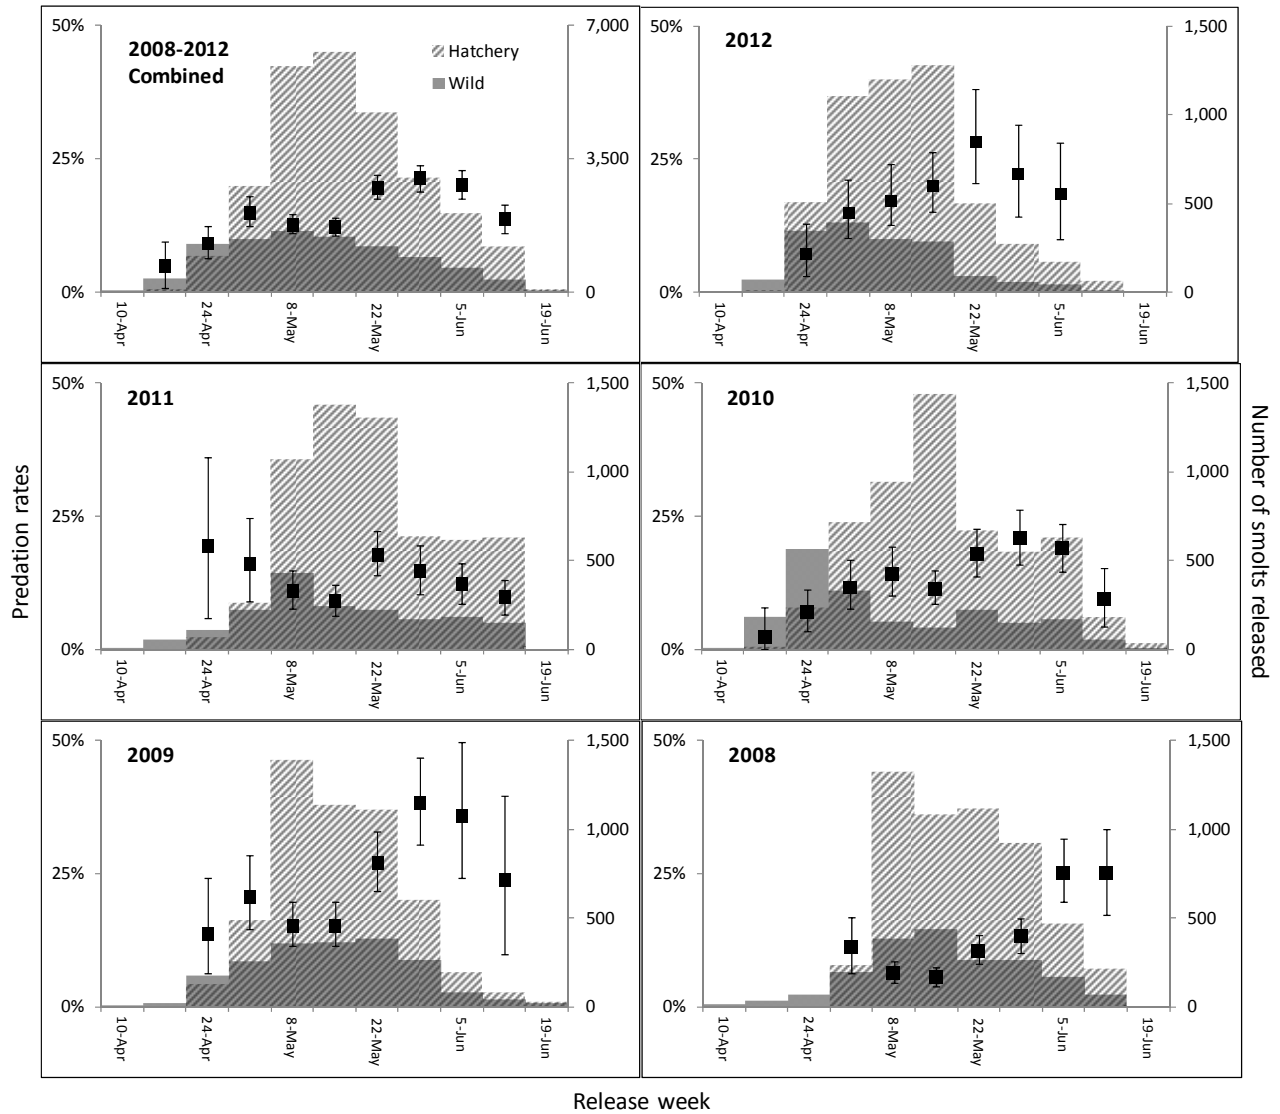 50%
25%
0%
2008-2012
Combined
Hatchery
Wild
7,000
3,500
0
10-Apr
24-Apr
8-May
22-May
5-Jun
19-Jun
50%
25%
0%
2012
1,500
1,000
500
0
10-Apr
24-Apr
8-May
22-May
5-Jun
19-Jun
Predation rates
50%
25%
0%
2011
1,500
1,000
500
0
10-Apr
24-Apr
8-May
22-May
5-Jun
19-Jun
50%
25%
0%
2010
1,500
1,000
500
0
10-Apr
24-Apr
8-May
22-May
5-Jun
19-Jun
Number of smolts released
50%
25%
0%
2009
1,500
1,000
500
0
10-Apr
24-Apr
8-May
22-May
5-Jun
19-Jun
50%
25%
0%
2008
1,500
1,000
500
0
10-Apr
24-Apr
8-May
22-May
5-Jun
19-Jun
Release week